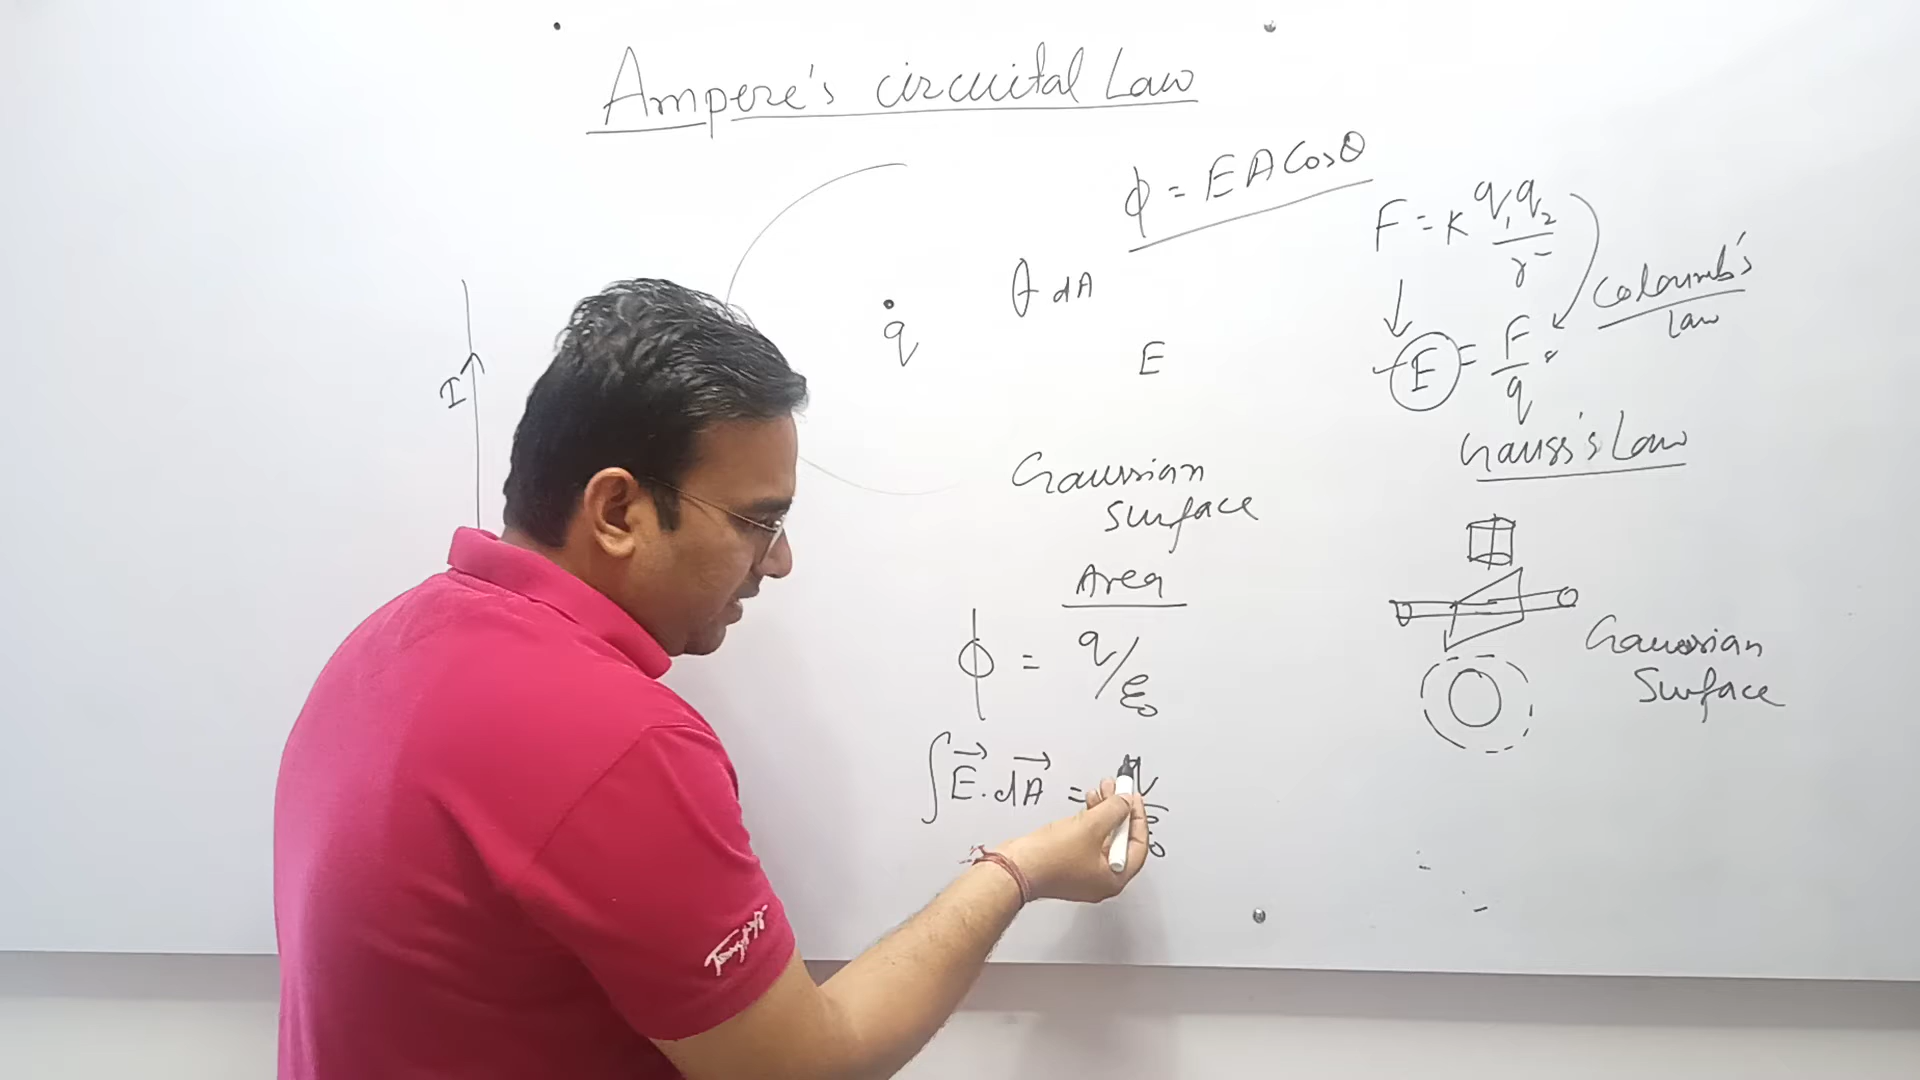 Ampere's circuital Law
ϕ = EA Cosθ
F = K q₁q₂/r²
Coloumb's
law
dA
q
E
E = F/q
I
Gauss's Law
Gaussian
Surface
Area
ϕ = q/ε₀
∫E⃗.dA⃗ = q/ε₀
Gaussian
Surface